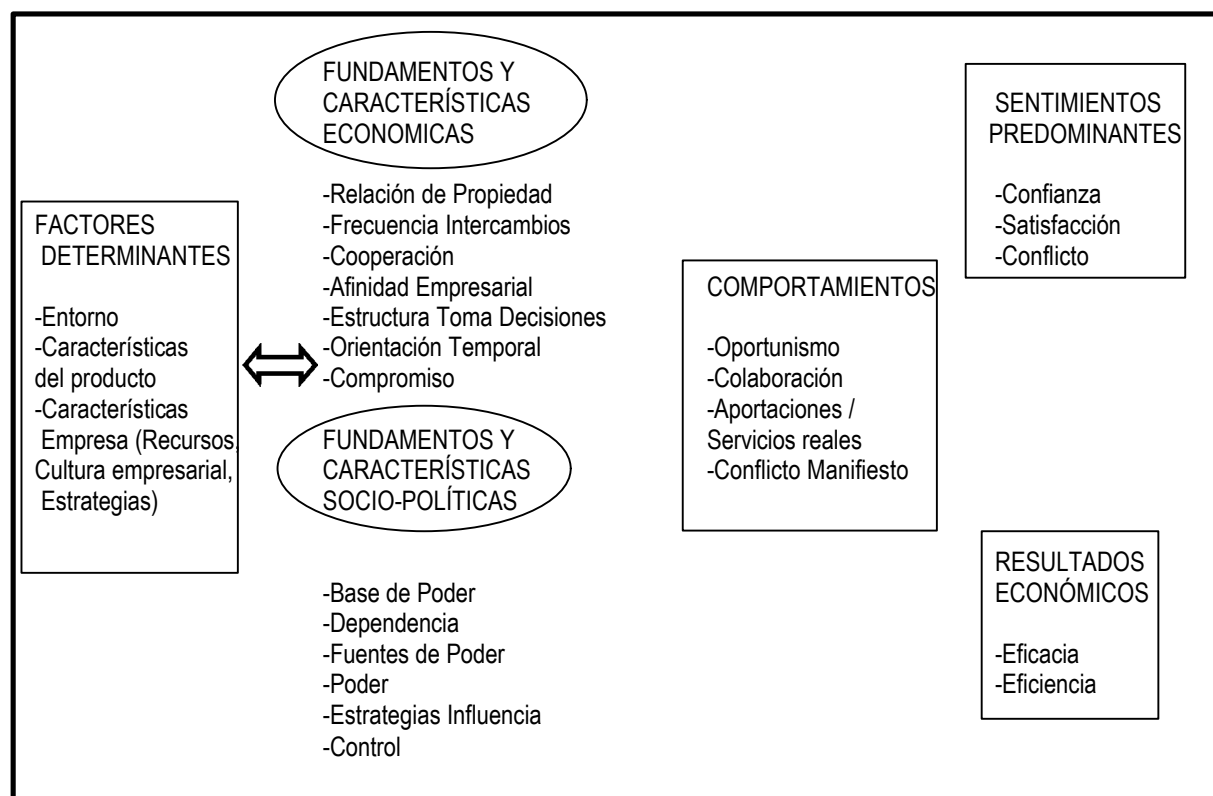 FACTORES
DETERMINANTES
-Entorno
-Característícas
del producto
-Característícas
Empresa (Recursos,
Cultura empresarial,
Estrategias)
FUNDAMENTOS Y
CARACTERÍSTICAS
ECONOMICAS
-Relación de Propiedad
-Frecuencia Intercambios
-Cooperación
-Afinidad Empresarial
-Estructura Toma Decisiones
-Orientación Temporal
-Compromiso
FUNDAMENTOS Y
CARACTERÍSTICAS
SOCIO-POLÍTICAS
-Base de Poder
-Dependencia
-Fuentes de Poder
-Poder
-Estrategias Influencia
-Control
COMPORTAMIENTOS
-Oportunismo
-Colaboración
-Aportaciones /
Servicios reales
-Conflicto Manifiesto
SENTIMIENTOS
PREDOMINANTES
-Confianza
-Satisfacción
-Conflicto
RESULTADOS
ECONÓMICOS
-Eficacia
-Eficiencia